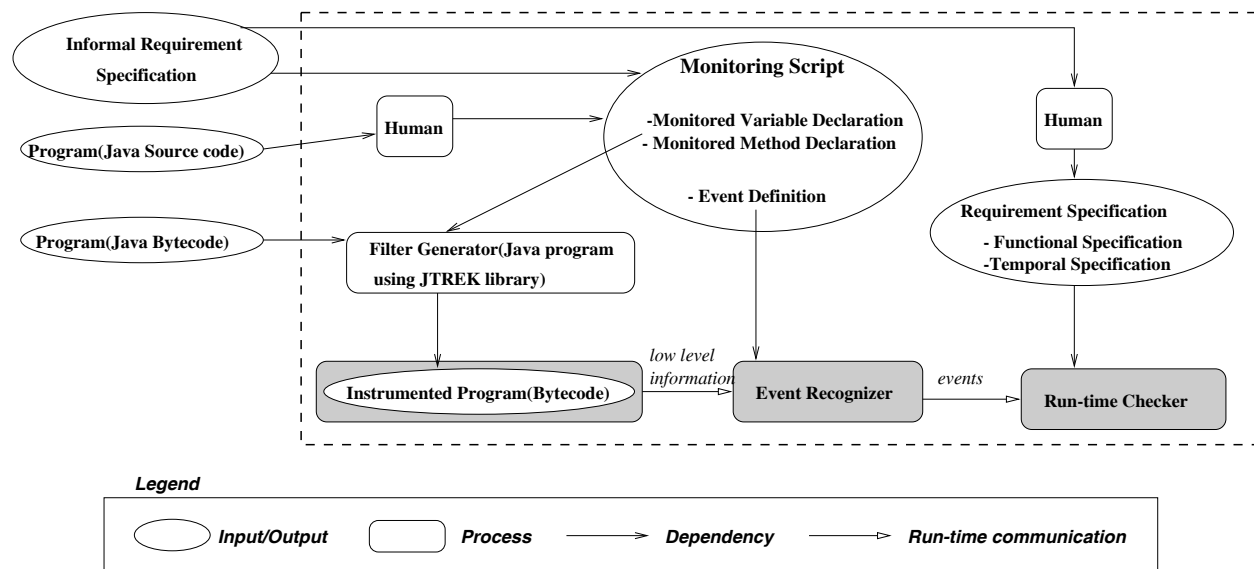 Informal Requirement
Specification
Monitoring Script
Human
Human
-Monitored Variable Declaration
- Monitored Method Declaration
Program(Java Source code)
- Event Definition
Requirement Specification
- Functional Specification
-Temporal Specification
Program(Java Bytecode)
Filter Generator(Java program
using JTREK library)
low level
information
events
Instrumented Program(Bytecode)
Event Recognizer
Run-time Checker
Legend
Input/Output
Process
Dependency
Run-time communication